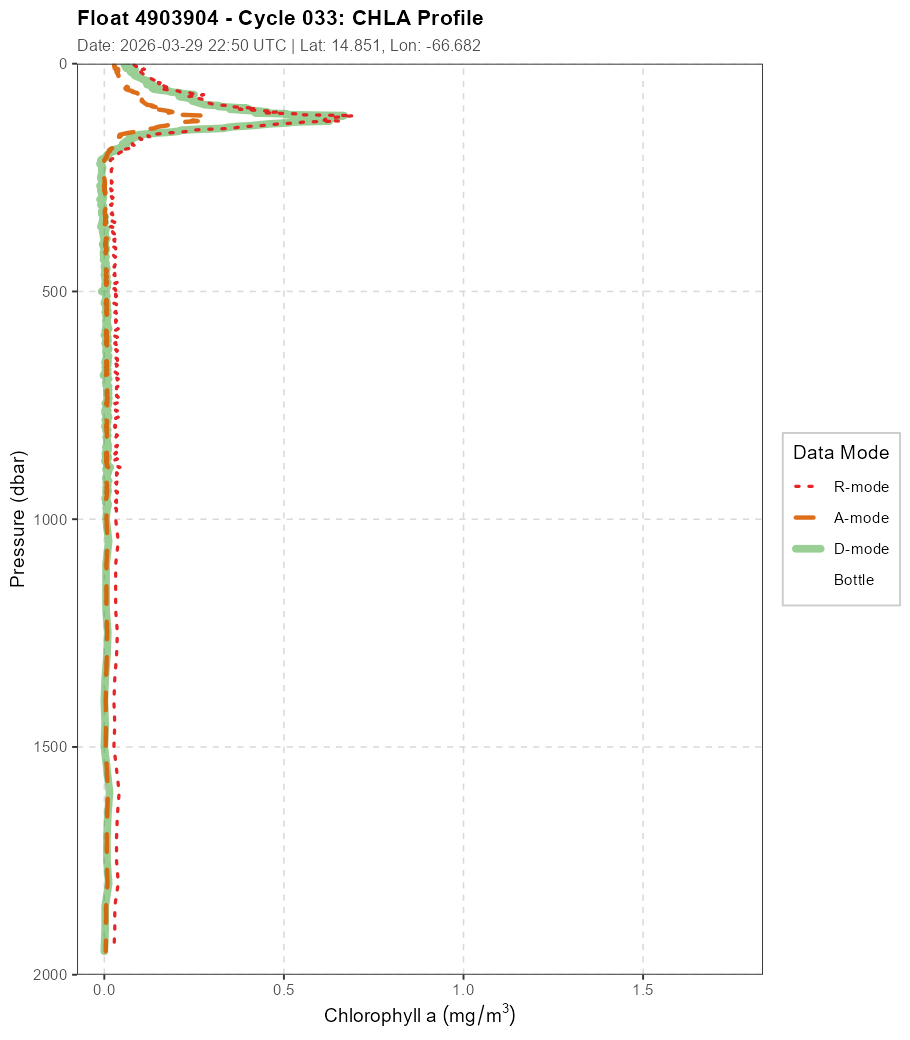 Float 4903904 - Cycle 033: CHLA Profile
Date: 2026-03-29 22:50 UTC | Lat: 14.851, Lon: -66.682
0
500
1000
1500
2000
Pressure (dbar)
0.0 0.5 1.0 1.5
Chlorophyll a (mg/m³)
Data Mode
R-mode
A-mode
D-mode
Bottle